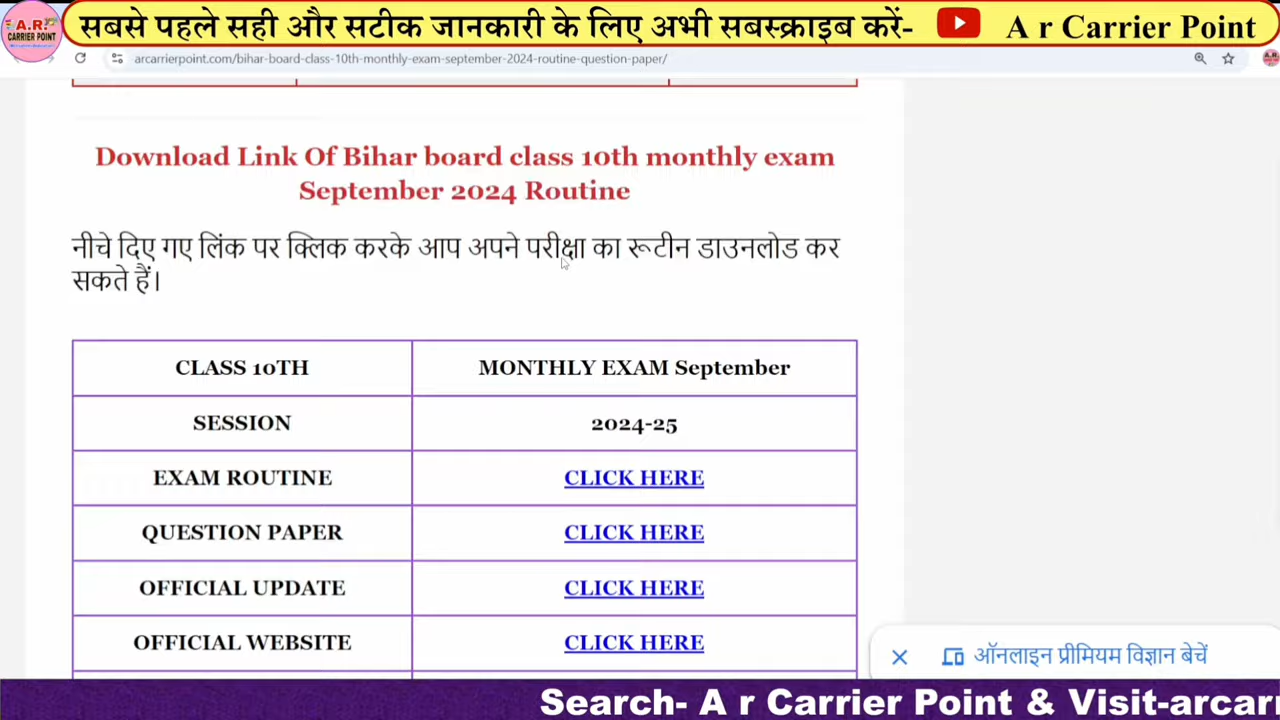 A.R.
CARRIER POINT
सबसे पहले सही और सटीक जानकारी के लिए अभी सबस्क्राइब करें-
A r Carrier Point
arcarrierpoint.com/bihar-board-class-10th-monthly-exam-september-2024-routine-question-paper/
Download Link Of Bihar board class 10th monthly exam
September 2024 Routine
नीचे दिए गए लिंक पर क्लिक करके आप अपने परीक्षा का रूटीन डाउनलोड कर
सकते हैं।
CLASS 10TH MONTHLY EXAM September
SESSION 2024-25
EXAM ROUTINE CLICK HERE
QUESTION PAPER CLICK HERE
OFFICIAL UPDATE CLICK HERE
OFFICIAL WEBSITE CLICK HERE
ऑनलाइन प्रीमियम विज्ञान बेचें
Search- A r Carrier Point & Visit-arcarr